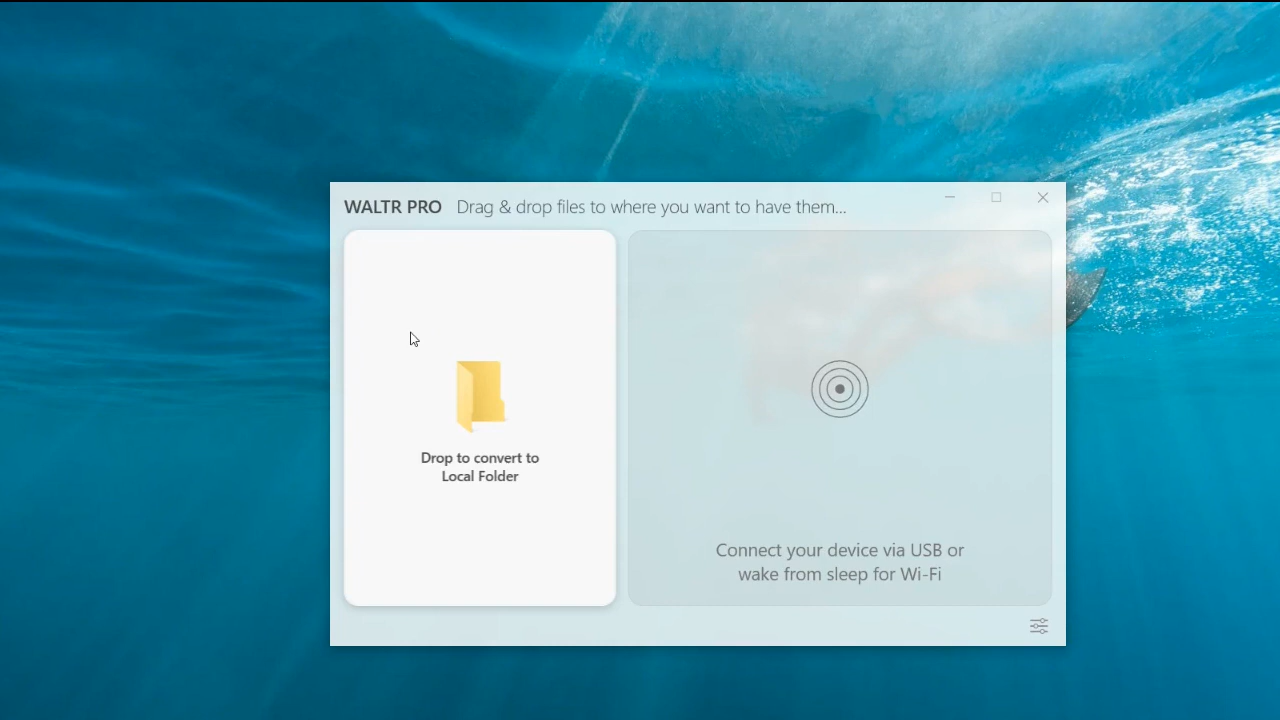 WALTR PRO Drag & drop files to where you want to have them...
Drop to convert to
Local Folder
Connect your device via USB or
wake from sleep for Wi-Fi